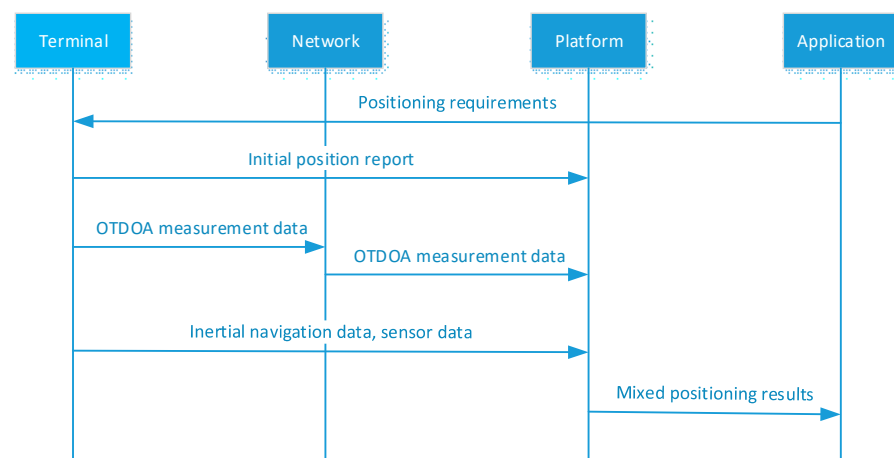 Terminal
Network
Platform
Application
Positioning requirements
Initial position report
OTDOA measurement data
OTDOA measurement data
Inertial navigation data, sensor data
Mixed positioning results